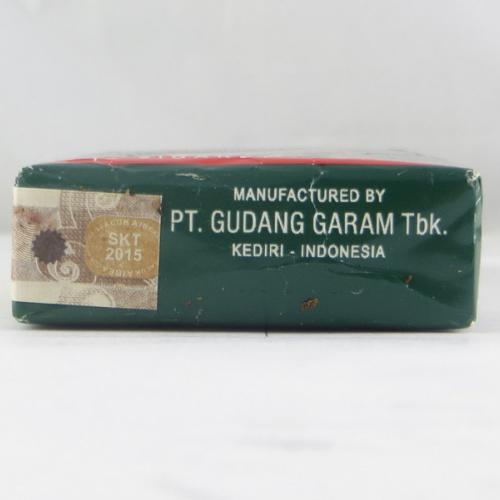 MANUFACTURED BY
PT. GUDANG GARAM Tbk.
KEDIRI - INDONESIA
SKT
2015